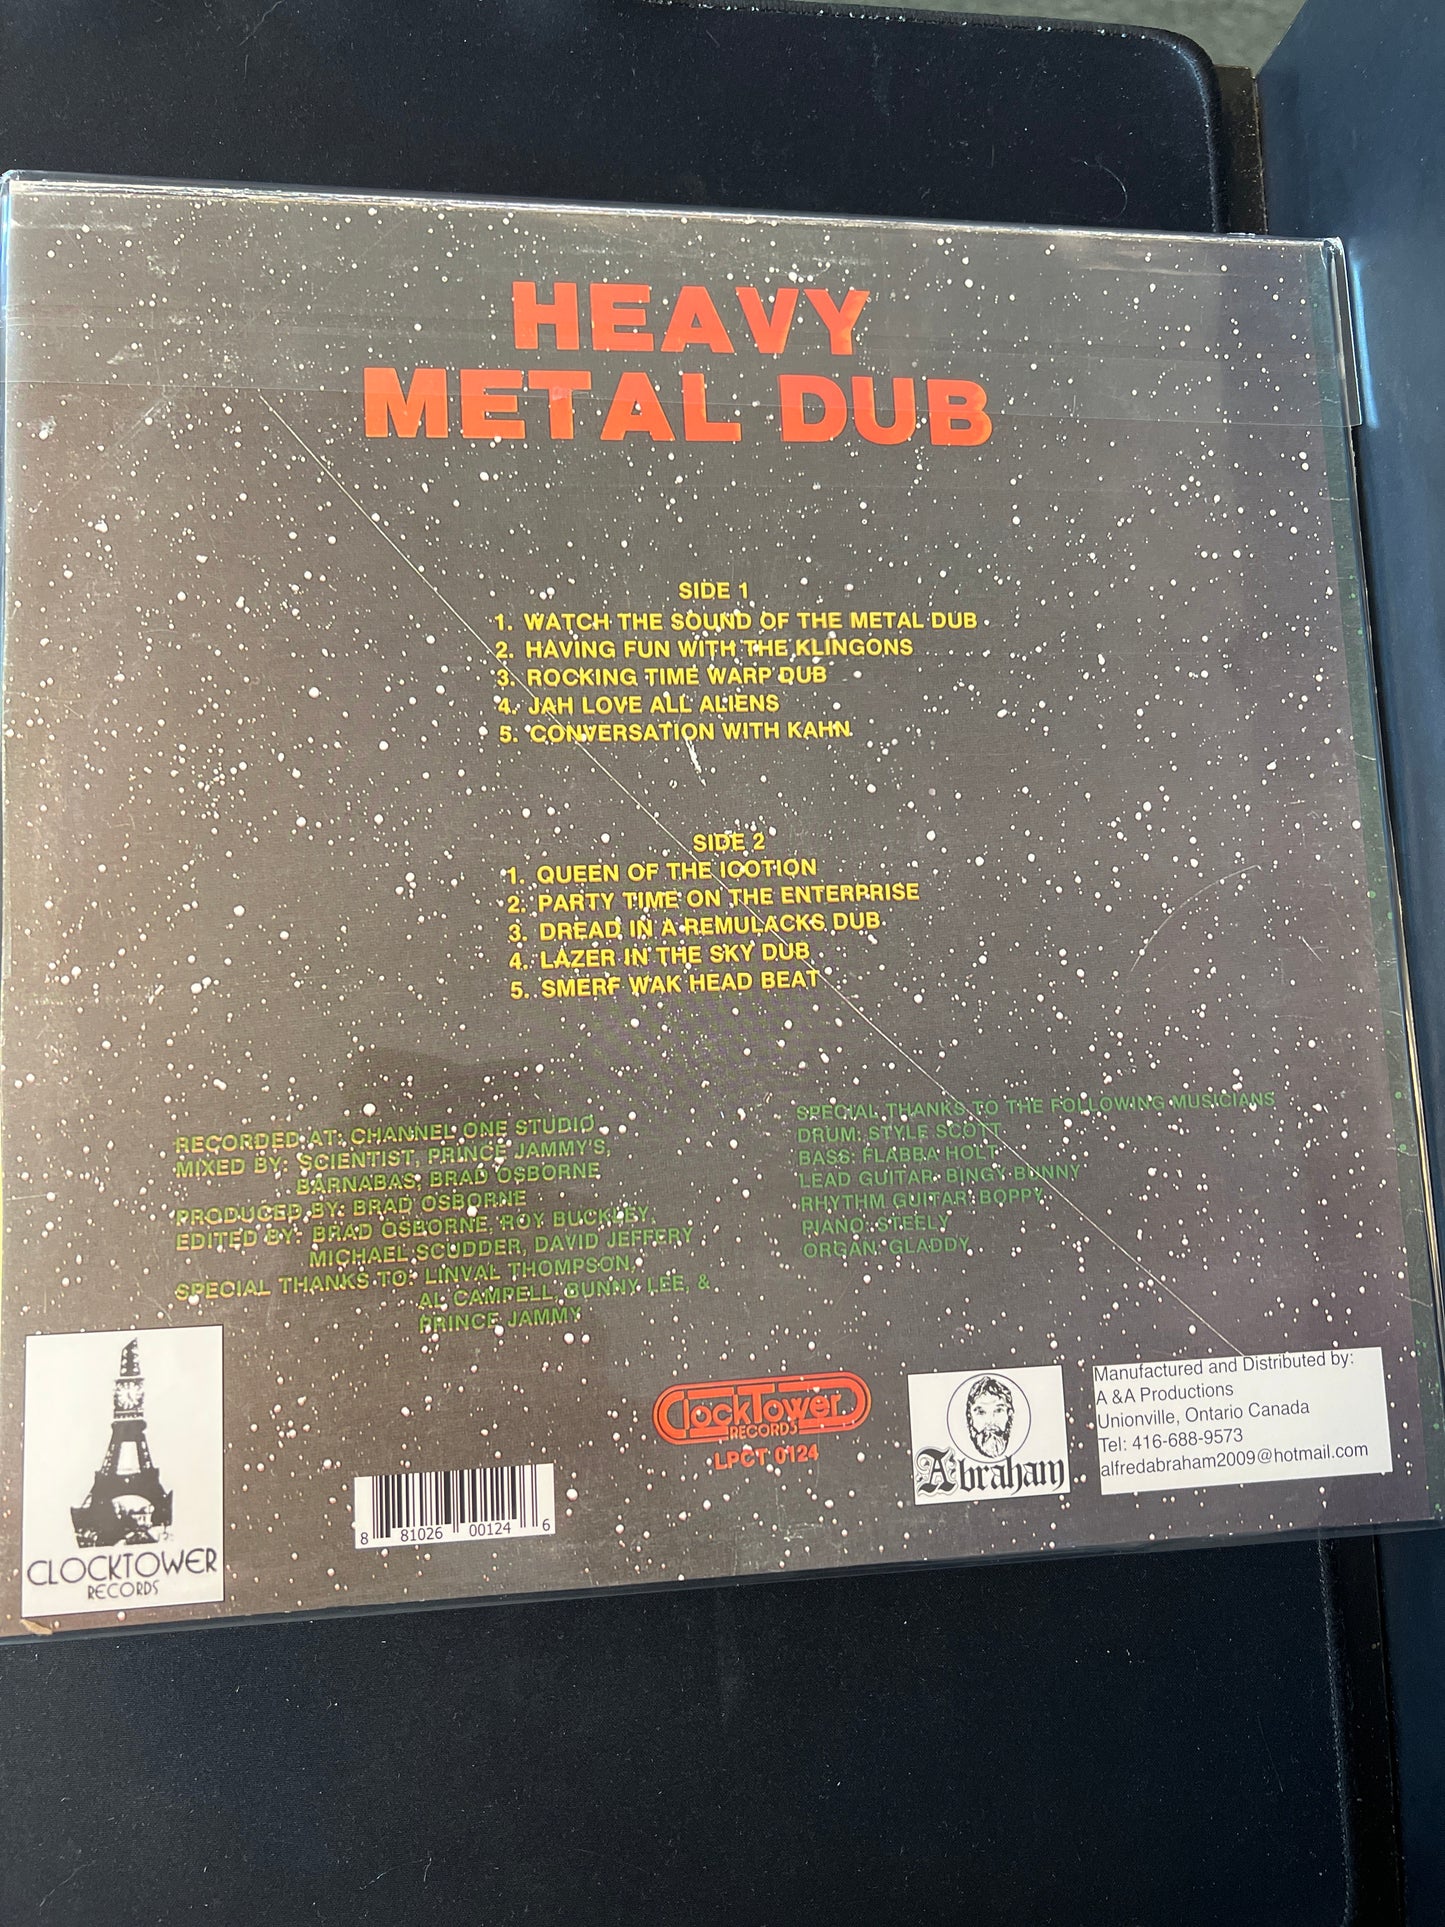 HEAVY
METAL DUB
SIDE 1
1. WATCH THE SOUND OF THE METAL DUB
2. HAVING FUN WITH THE KLINGONS
3. ROCKING TIME WARP DUB
4. JAH LOVE ALL ALIENS
5. CONVERSATION WITH KAHN
SIDE 2
1. QUEEN OF THE ICOTION
2. PARTY TIME ON THE ENTERPRISE
3. DREAD IN A REMULACKS DUB
4. LAZER IN THE SKY DUB
5. SMERF WAK HEAD BEAT
RECORDED AT: CHANNEL ONE STUDIO
MIXED BY: SCIENTIST, PRINCE JAMMY'S,
BARNABAS, BRAD OSBORNE
PRODUCED BY: BRAD OSBORNE
EDITED BY: BRAD OSBORNE, ROY BUCKLEY,
MICHAEL SCUDDER, DAVID JEFFERY
SPECIAL THANKS TO: LINVAL THOMPSON,
AL CAMPELL, BUNNY LEE, &
PRINCE JAMMY
SPECIAL THANKS TO THE FOLLOWING MUSICIANS
DRUM: STYLE SCOTT
BASS: FLABBA HOLT
LEAD GUITAR: BINGY BUNNY
RHYTHM GUITAR: BOPPY
PIANO: STEELY
ORGAN: GLADDY
CLOCKTOWER
RECORDS
8 81026 00124 6
ClockTower
RECORDS
LPCT 0124
Abraham
Manufactured and Distributed by:
A &A Productions
Unionville, Ontario Canada
Tel: 416-688-9573
alfredabraham2009@hotmail.com